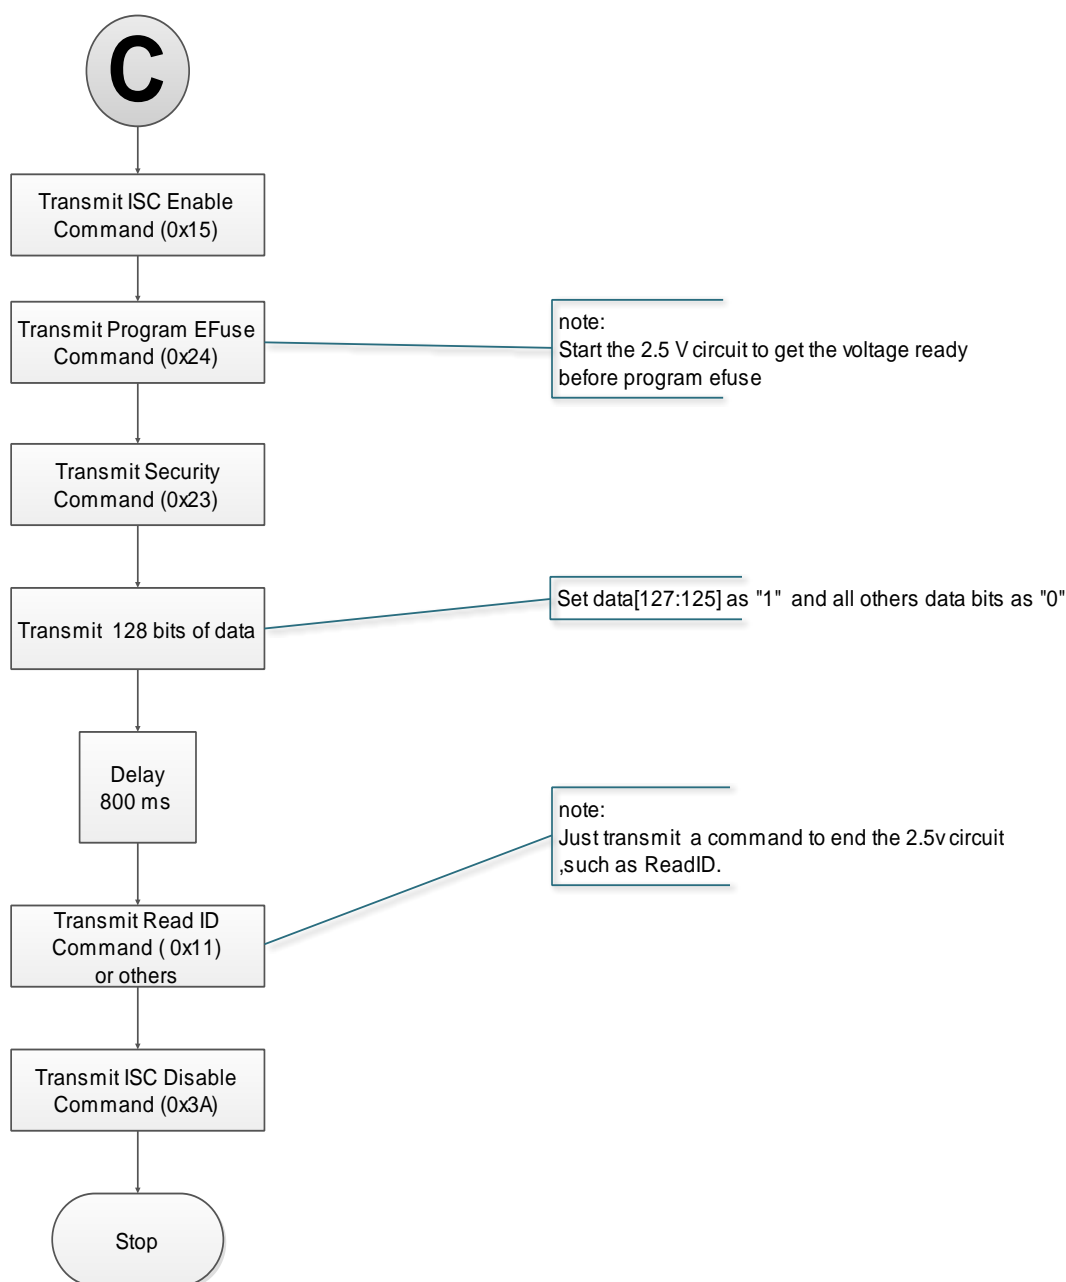 C
Transmit ISC Enable
Command (0x15)
Transmit Program EFuse
Command (0x24)
note:
Start the 2.5 V circuit to get the voltage ready
before program efuse
Transmit Security
Command (0x23)
Transmit 128 bits of data
Set data[127:125] as "1" and all others data bits as "0"
Delay
800 ms
note:
Just transmit a command to end the 2.5v circuit
,such as ReadID.
Transmit Read ID
Command ( 0x11)
or others
Transmit ISC Disable
Command (0x3A)
Stop